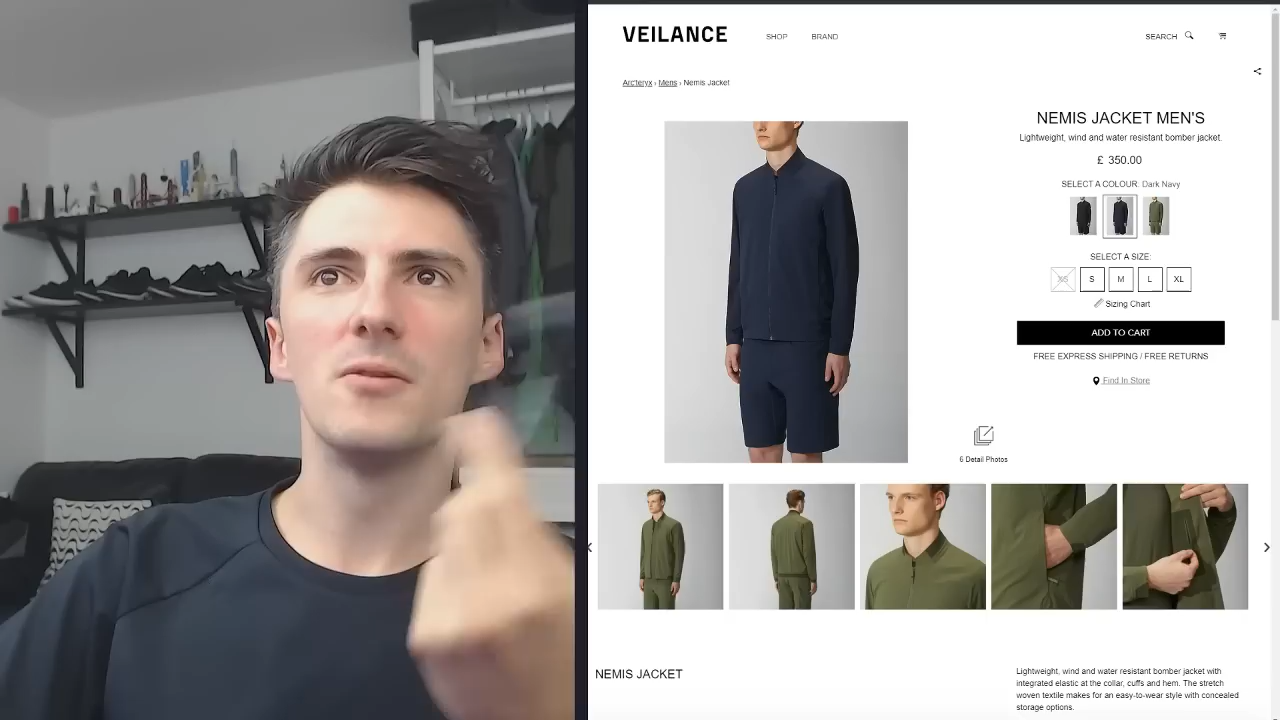 VEILANCE
SHOP
BRAND
SEARCH
Arc'teryx › Mens › Nemis Jacket
NEMIS JACKET MEN'S
Lightweight, wind and water resistant bomber jacket.
£ 350.00
SELECT A COLOUR: Dark Navy
SELECT A SIZE:
XS S M L XL
Sizing Chart
ADD TO CART
FREE EXPRESS SHIPPING / FREE RETURNS
Find In Store
6 Detail Photos
NEMIS JACKET
Lightweight, wind and water resistant bomber jacket with
integrated elastic at the collar, cuffs and hem. The stretch
woven textile makes for an easy-to-wear style with concealed
storage options.